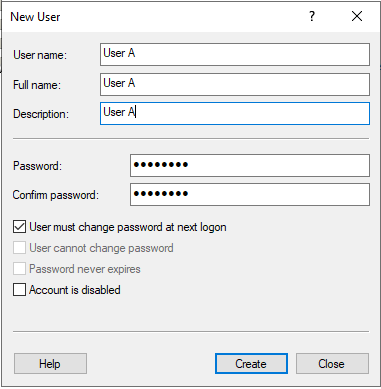 New User ? ×
User name: User A
Full name: User A
Description: User A
Password: ●●●●●●●●
Confirm password: ●●●●●●●●
User must change password at next logon
User cannot change password
Password never expires
Account is disabled
Help Create Close